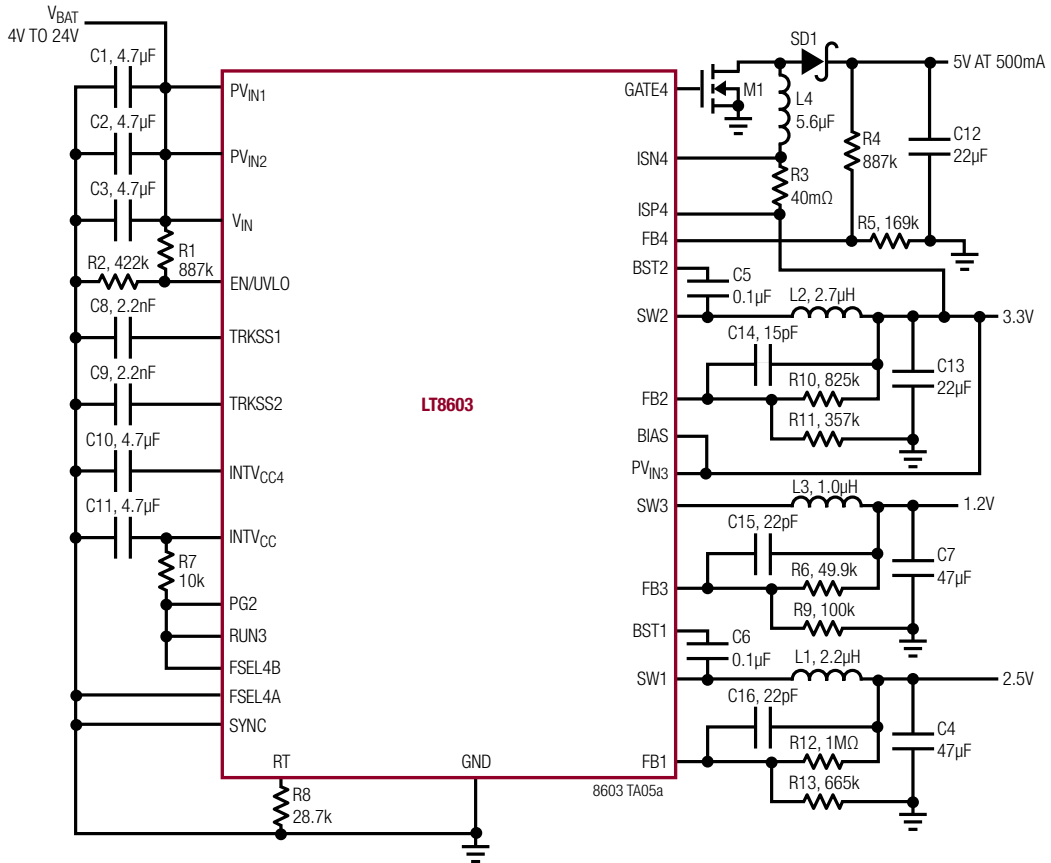 VBAT
4V TO 24V
C1, 4.7µF
C2, 4.7µF
C3, 4.7µF
R1
887k
R2, 422k
C8, 2.2nF
C9, 2.2nF
C10, 4.7µF
C11, 4.7µF
R7
10k
PVIN1
PVIN2
VIN
EN/UVLO
TRKSS1
TRKSS2
INTVCC4
INTVCC
PG2
RUN3
FSEL4B
FSEL4A
SYNC
RT
GND
R8
28.7k
LT8603
GATE4
ISN4
ISP4
FB4
BST2
SW2
FB2
BIAS
PVIN3
SW3
FB3
BST1
SW1
FB1
8603 TA05a
M1
SD1
5V AT 500mA
L4
5.6µF
R3
40mΩ
R4
887k
C12
22µF
R5, 169k
C5
0.1µF
L2, 2.7µH
3.3V
C14, 15pF
R10, 825k
R11, 357k
C13
22µF
L3, 1.0µH
1.2V
C15, 22pF
R6, 49.9k
R9, 100k
C7
47µF
C6
0.1µF
L1, 2.2µH
2.5V
C16, 22pF
R12, 1MΩ
R13, 665k
C4
47µF